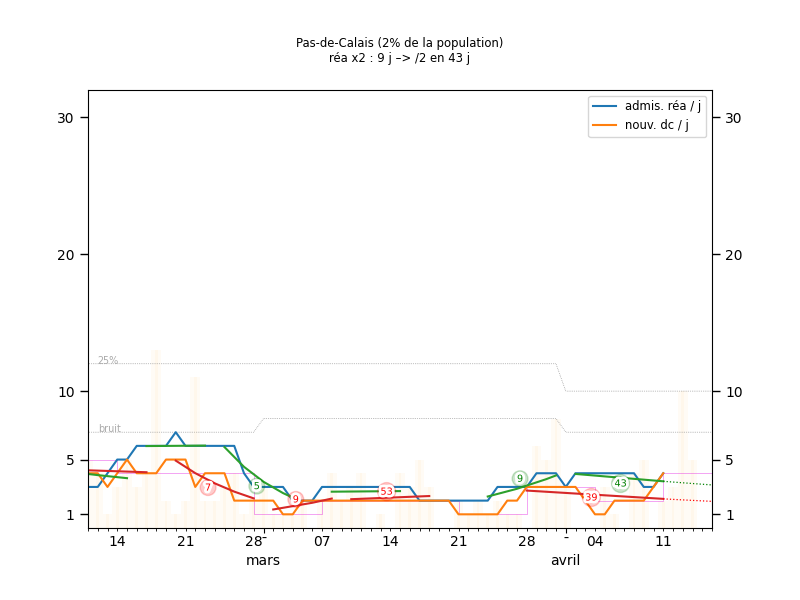 Pas-de-Calais (2% de la population)
réa x2 : 9 j –> /2 en 43 j
admis. réa / j
nouv. dc / j
30 30
20 20
25%
10 10
bruit
5 5
9
43
5
7
53
9
39
1 1
14 21 28 07 14 21 28 04 11
mars avril